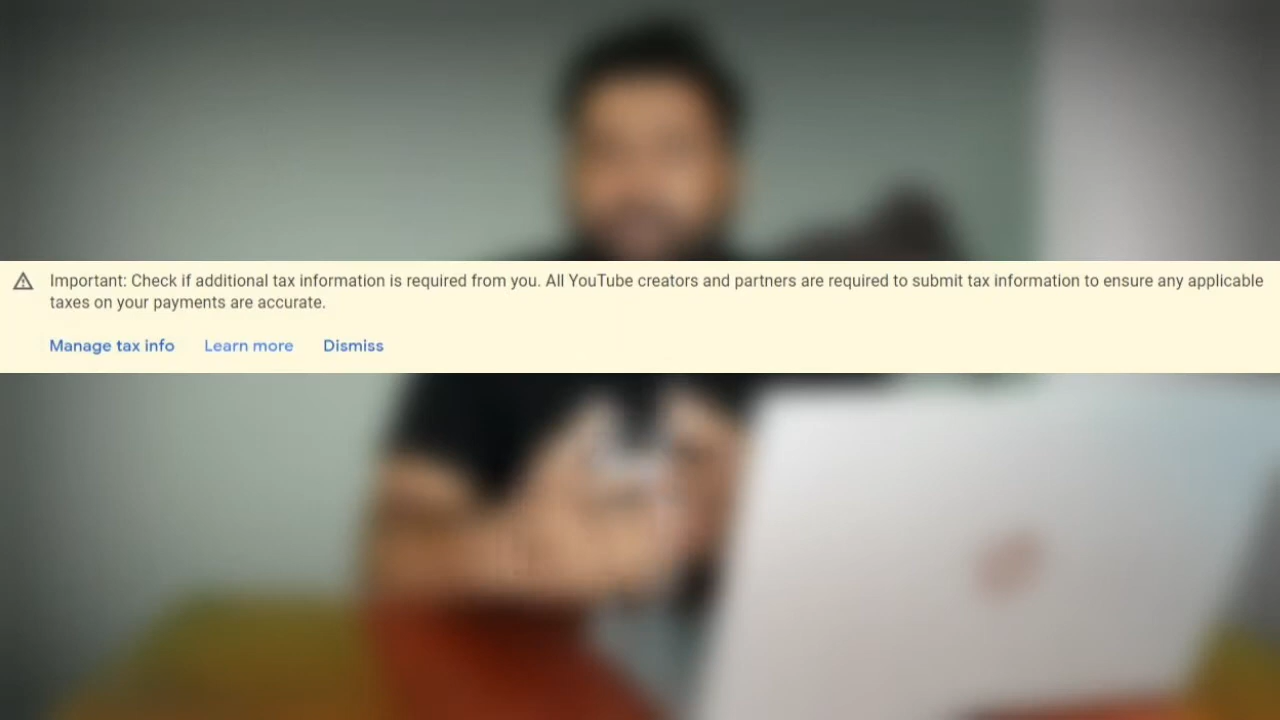 Important: Check if additional tax information is required from you. All YouTube creators and partners are required to submit tax information to ensure any applicable
taxes on your payments are accurate.
Manage tax info Learn more Dismiss